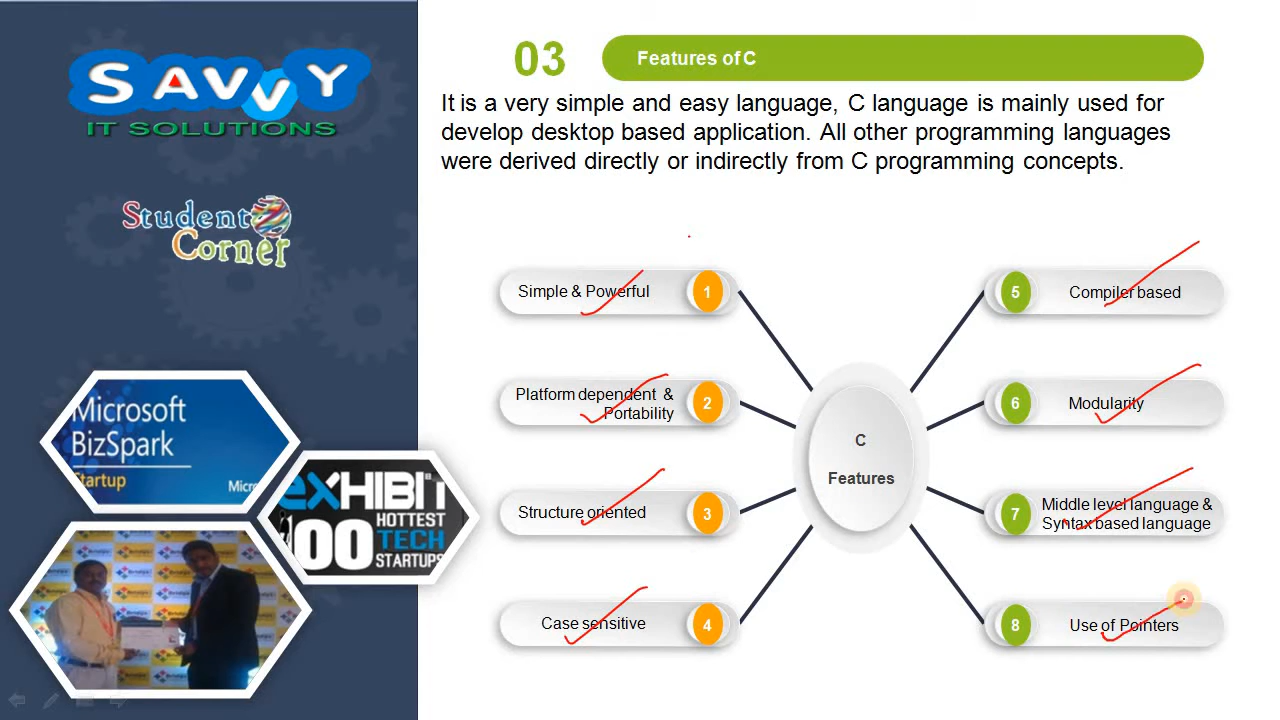 SAVVY
IT SOLUTIONS
Student
Corner
Microsoft
BizSpark
Startup
Micr
EXHIBIT
100 HOTTEST
TECH
STARTUPS
03
Features of C
It is a very simple and easy language, C language is mainly used for
develop desktop based application. All other programming languages
were derived directly or indirectly from C programming concepts.
Simple & Powerful 1
Platform dependent &
Portability 2
Structure oriented 3
Case sensitive 4
C
Features
5 Compiler based
6 Modularity
7 Middle level language &
Syntax based language
8 Use of Pointers